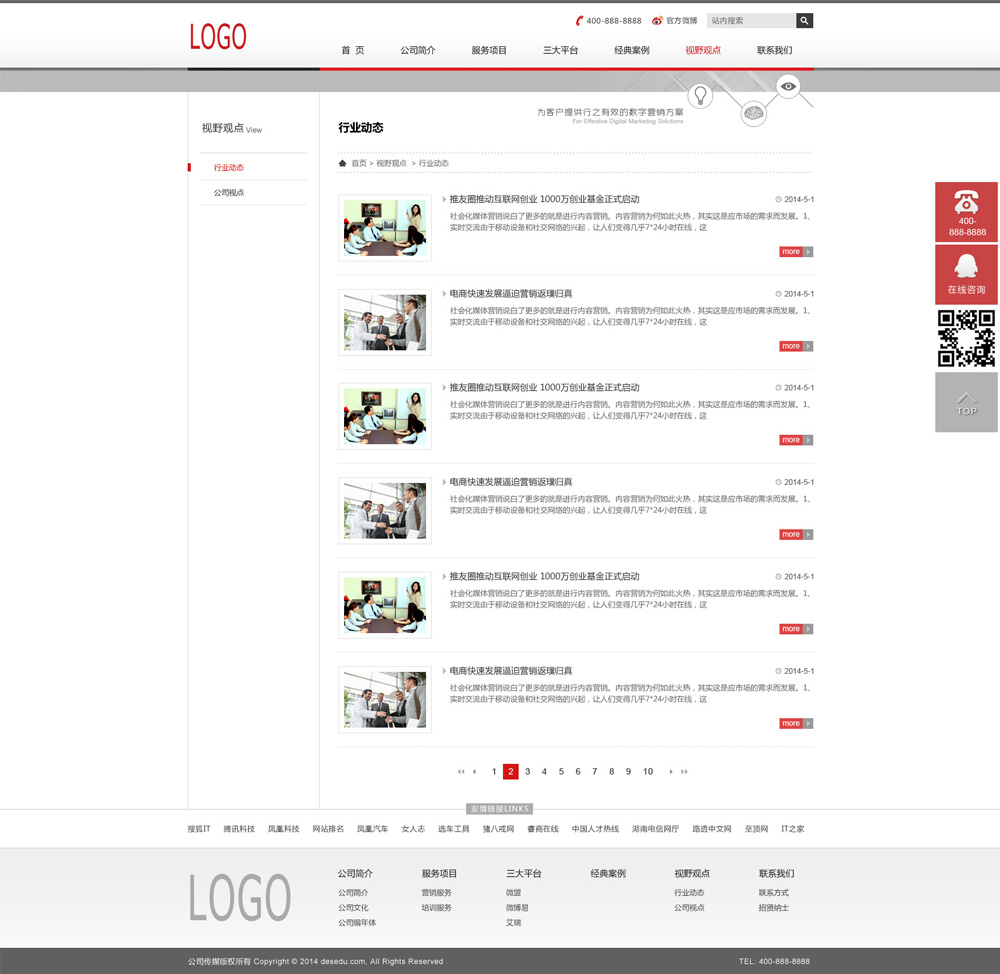 400-888-8888 官方微博 站内搜索
LOGO
首 页 公司简介 服务项目 三大平台 经典案例 视野观点 联系我们
为客户提供行之有效的数字营销方案
For Effective Digital Marketing Solutions
视野观点 View
行业动态
公司视点
行业动态
首页 > 视野观点 > 行业动态
推友圈推动互联网创业 1000万创业基金正式启动 2014-5-1
社会化媒体营销说白了更多的就是进行内容营销。内容营销为何如此火热，其实这是应市场的需求而发展。1、
实时交流由于移动设备和社交网络的兴起，让人们变得几乎7*24小时在线，这
more
电商快速发展逼迫营销返璞归真 2014-5-1
社会化媒体营销说白了更多的就是进行内容营销。内容营销为何如此火热，其实这是应市场的需求而发展。1、
实时交流由于移动设备和社交网络的兴起，让人们变得几乎7*24小时在线，这
more
推友圈推动互联网创业 1000万创业基金正式启动 2014-5-1
社会化媒体营销说白了更多的就是进行内容营销。内容营销为何如此火热，其实这是应市场的需求而发展。1、
实时交流由于移动设备和社交网络的兴起，让人们变得几乎7*24小时在线，这
more
电商快速发展逼迫营销返璞归真 2014-5-1
社会化媒体营销说白了更多的就是进行内容营销。内容营销为何如此火热，其实这是应市场的需求而发展。1、
实时交流由于移动设备和社交网络的兴起，让人们变得几乎7*24小时在线，这
more
推友圈推动互联网创业 1000万创业基金正式启动 2014-5-1
社会化媒体营销说白了更多的就是进行内容营销。内容营销为何如此火热，其实这是应市场的需求而发展。1、
实时交流由于移动设备和社交网络的兴起，让人们变得几乎7*24小时在线，这
more
电商快速发展逼迫营销返璞归真 2014-5-1
社会化媒体营销说白了更多的就是进行内容营销。内容营销为何如此火热，其实这是应市场的需求而发展。1、
实时交流由于移动设备和社交网络的兴起，让人们变得几乎7*24小时在线，这
more
1 2 3 4 5 6 7 8 9 10
400-
888-8888
在线咨询
TOP
友情链接LINKS
搜狐IT 腾讯科技 凤凰科技 网站排名 凤凰汽车 女人志 选车工具 猪八戒网 睿商在线 中国人才热线 湖南电信网厅 路透中文网 至顶网 IT之家
LOGO
公司简介 服务项目 三大平台 经典案例 视野观点 联系我们
公司简介 营销服务 微盟 行业动态 联系方式
公司文化 培训服务 微博易 公司视点 招贤纳士
公司编年体 艾瑞
公司传媒版权所有 Copyright © 2014 desedu.com, All Rights Reserved TEL: 400-888-8888